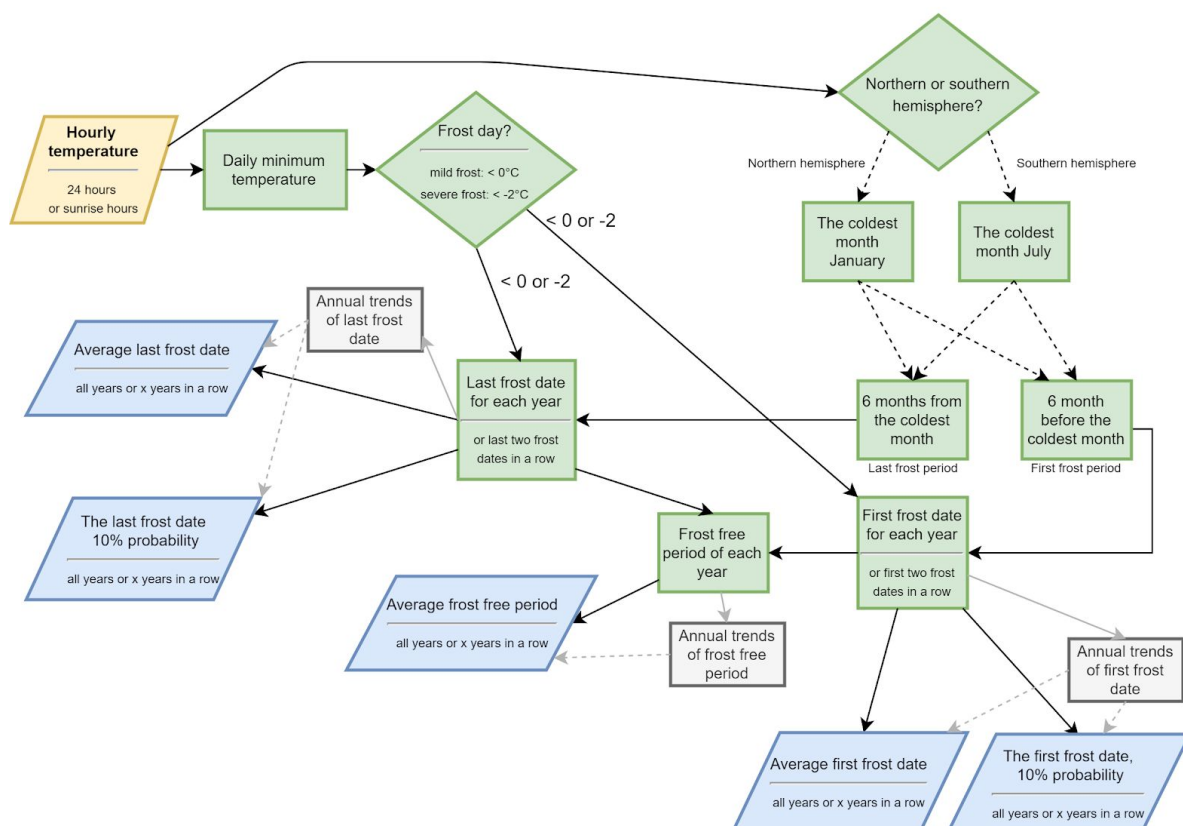 Northern or southern
hemisphere?
Hourly
temperature
24 hours
or sunrise hours
Daily minimum
temperature
Frost day?
mild frost: < 0°C
severe frost: < -2°C
Northern hemisphere
Southern hemisphere
The coldest
month
January
The coldest
month July
< 0 or -2
< 0 or -2
Annual trends
of last frost
date
Average last frost date
all years or x years in a row
Last frost date
for each year
or last two frost
dates in a row
6 months from
the coldest
month
Last frost period
6 month
before the
coldest month
First frost period
The last frost date
10% probability
all years or x years in a row
Frost free
period of each
year
First frost date
for each year
or first two frost
dates in a row
Average frost free period
all years or x years in a row
Annual trends
of frost free
period
Annual trends
of first frost
date
Average first frost date
all years or x years in a row
The first frost date,
10% probability
all years or x years in a row